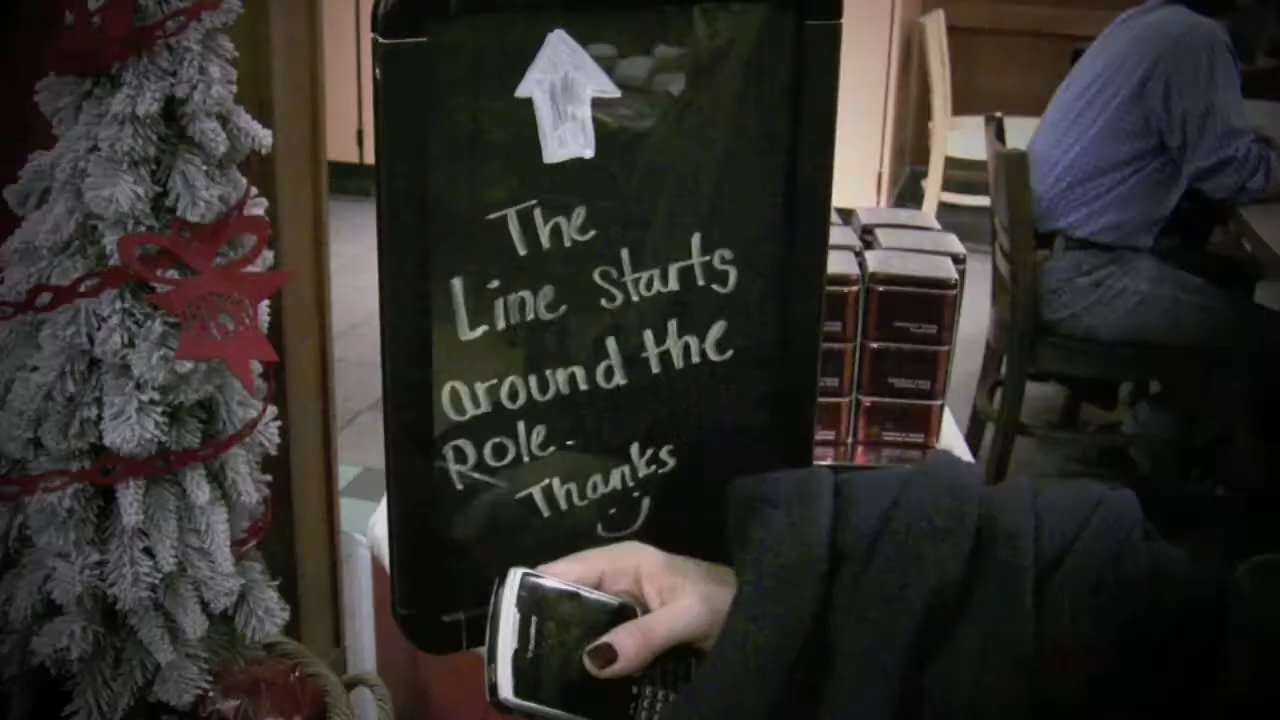 The
Line starts
around the
Role.
Thanks